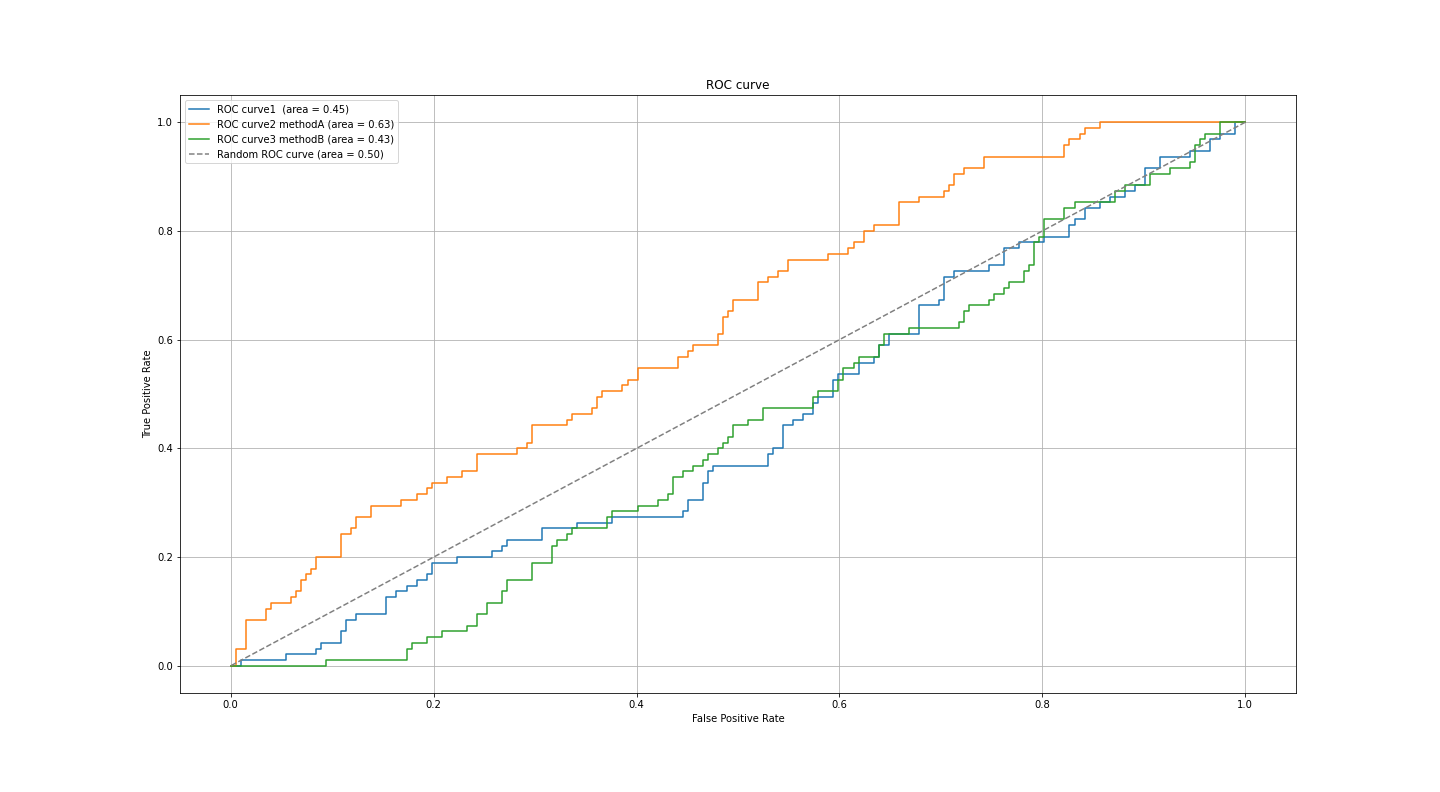 ROC curve
ROC curve1  (area = 0.45)
ROC curve2 methodA (area = 0.63)
ROC curve3 methodB (area = 0.43)
Random ROC curve (area = 0.50)
1.0
0.8
0.6
0.4
0.2
0.0
True Positive Rate
0.0 0.2 0.4 0.6 0.8 1.0
False Positive Rate